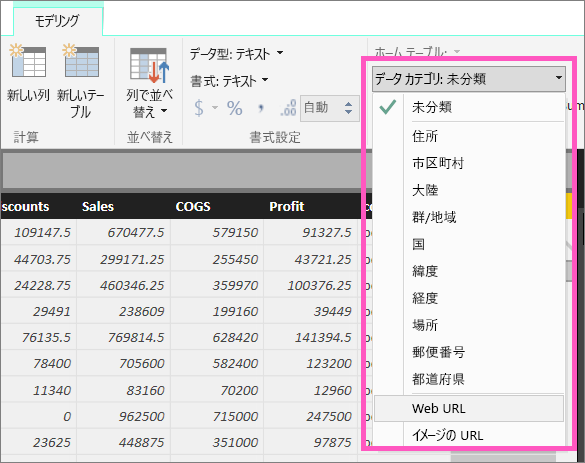 モデリング
データ型: テキスト
ホーム テーブル:
書式: テキスト
データ カテゴリ: 未分類
$ % , .00 自動
新しい列
新しいテー
ブル
列で並べ
替え
計算
並べ替え
書式設定
未分類
住所
市区町村
大陸
群/地域
国
緯度
経度
場所
郵便番号
都道府県
Web URL
イメージの URL
scounts Sales COGS Profit
109147.5 670477.5 579150 91327.5
44703.75 299171.25 255450 43721.25
24228.75 460346.25 359970 100376.25
29491 238609 199160 39449
76135.5 769814.5 628420 141394.5
78400 705600 582400 123200
11340 83160 70200 12960
0 962500 715000 247500
23625 448875 351000 97875